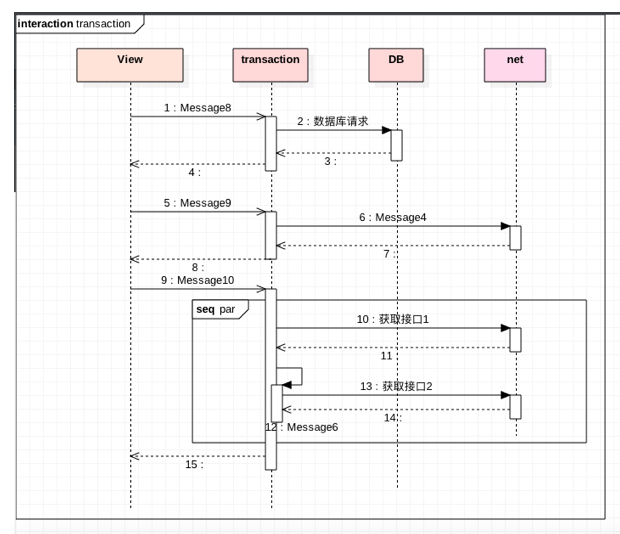 interaction transaction
View
transaction
DB
net
1 : Message8
2 : 数据库请求
3 :
4 :
5 : Message9
6 : Message4
7 :
8 :
9 : Message10
seq par
10 : 获取接口1
11
13 : 获取接口2
14 :
12 : Message6
15 :